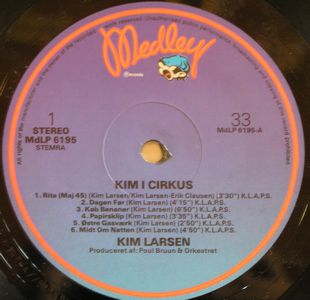 Medley
Records
1
33
STEREO
MdLP 6195
MdLP 6195-A
STEMRA
KIM I CIRKUS
1. Rita (Maj 45) (Kim Larsen/Kim Larsen-Erik Clausen) (3'30") K.L.A.P.S.
2. Dagen Før (Kim Larsen) (4'15") K.L.A.P.S.
3. Køb Bananer (Kim Larsen) (6'50") K.L.A.P.S.
4. Papirsklip (Kim Larsen) (3'35") K.L.A.P.S.
5. Østre Gasværk (Kim Larsen) (2'50") K.L.A.P.S.
6. Midt Om Natten (Kim Larsen) (4'50") K.L.A.P.S.
KIM LARSEN
Produceret af: Poul Bruun & Orkestret